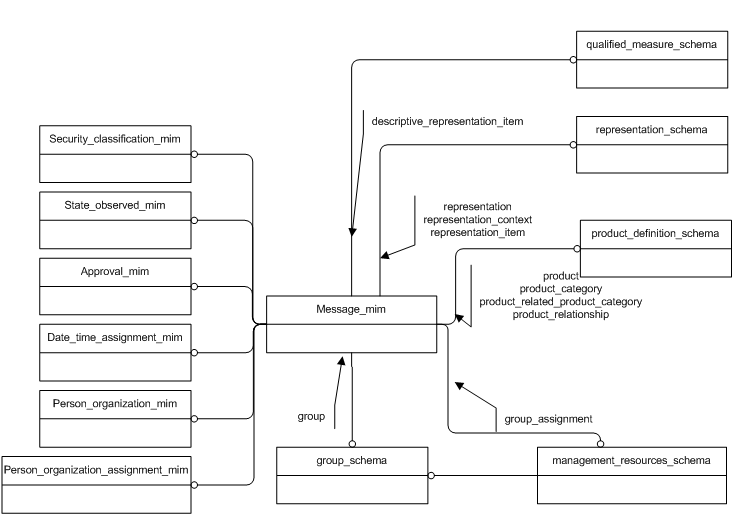 qualified_measure_schema
descriptive_representation_item
representation_schema
Security_classification_mim
State_observed_mim
representation
representation_context
representation_item
product_definition_schema
Approval_mim
product
product_category
product_related_product_category
product_relationship
Message_mim
Date_time_assignment_mim
Person_organization_mim
group
group_assignment
Person_organization_assignment_mim
group_schema
management_resources_schema